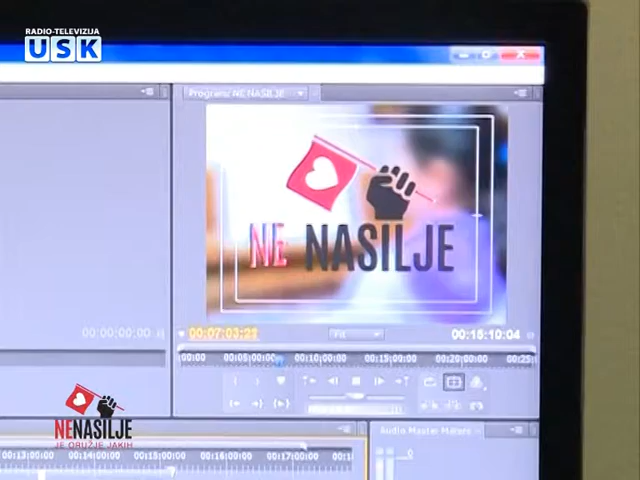 RADIO-TELEVIZIJA
USK
Program: NE NASILJE
NE NASILJE
00:00:00:00
00:07:03:23
Fit
00:15:10:04
00:00 00:05:00:00 00:10:00:00 00:15:00:00 00:20:00:00 00:25:
NENASILJE
JE ORUŽJE JAKIH
Audio Master Meters
0
00:13:00:00 00:14:00:00 00:15:00:00 00:16:00:00 00:17:00:00